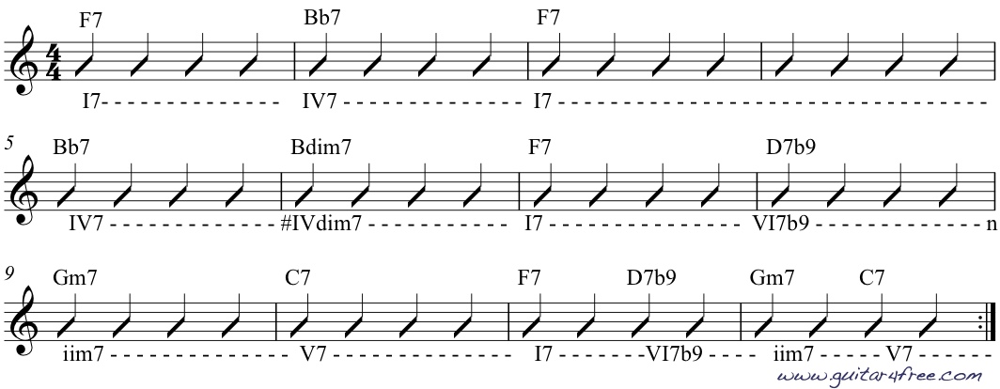 F7 Bb7 F7
4
4
I7- - - - - - - - - - - - - - IV7 - - - - - - - - - - - - - - I7 - - - - - - - - - - - - - - - - - - - - - - - - - - - - - - - - -
5 Bb7 Bdim7 F7 D7b9
IV7 - - - - - - - - - - - - - #IVdim7 - - - - - - - - - - - I7 - - - - - - - - - - - - - - - VI7b9 - - - - - - - - - - - - - n
9 Gm7 C7 F7 D7b9 Gm7 C7
iim7 - - - - - - - - - - - - - - V7 - - - - - - - - - - - - - - I7 - - - - - - -VI7b9 - - - - iim7 - - - - - V7 - - - - - -
www.guitar4free.com